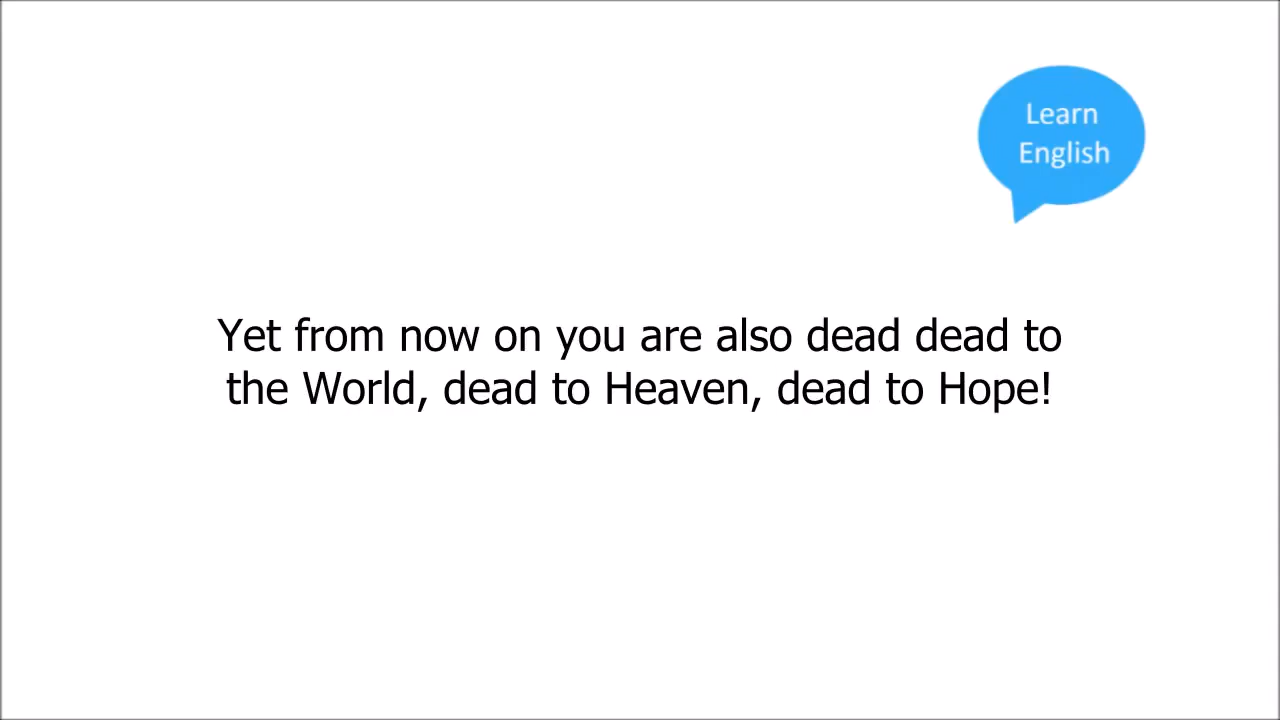 Learn
English
Yet from now on you are also dead dead to
the World, dead to Heaven, dead to Hope!